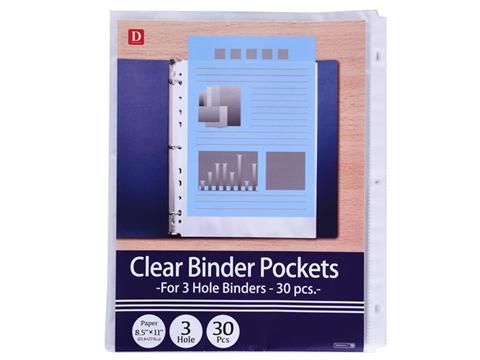 D
Clear Binder Pockets
-For 3 Hole Binders - 30 pcs.-
Paper
8.5"×11"
3
Hole
30
Pcs